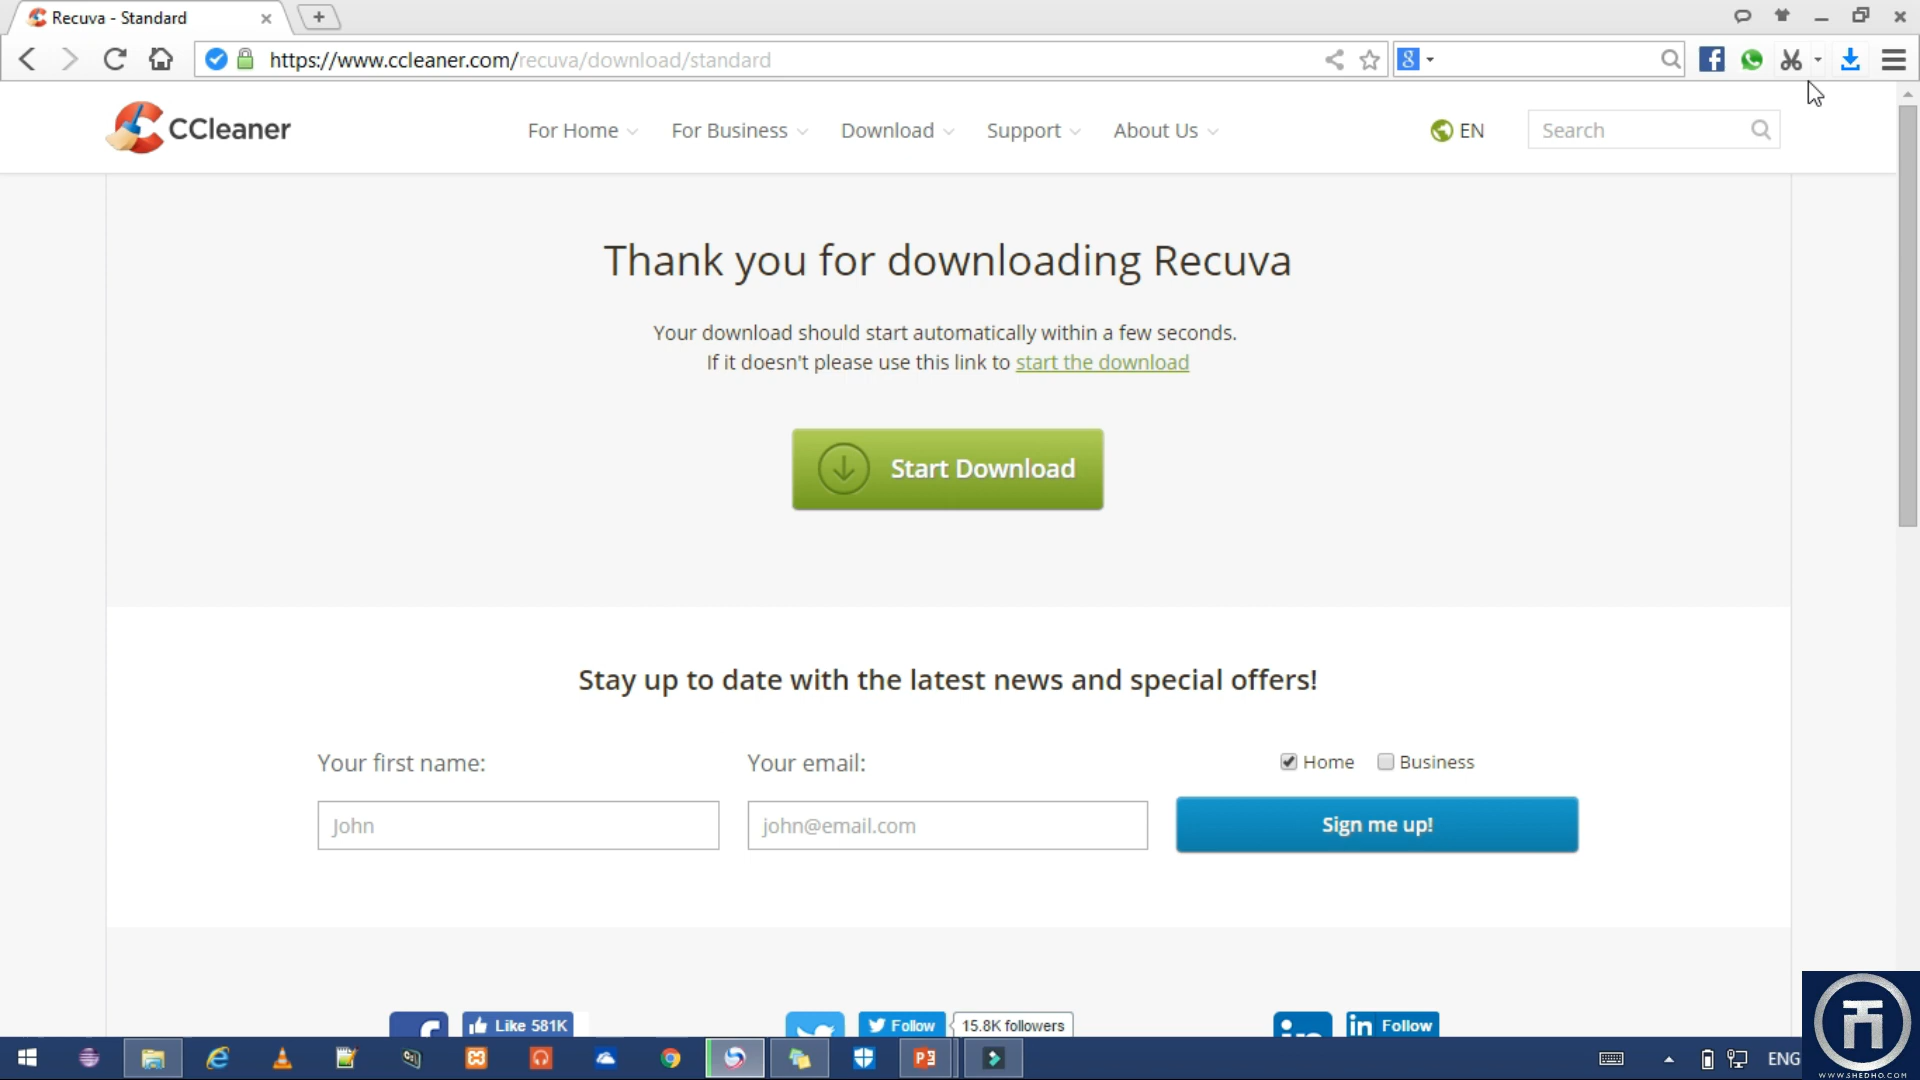 Recuva - Standard
https://www.ccleaner.com/recuva/download/standard
CCleaner
For Home
For Business
Download
Support
About Us
EN
Search
Thank you for downloading Recuva
Your download should start automatically within a few seconds.
If it doesn't please use this link to start the download
Start Download
Stay up to date with the latest news and special offers!
Your first name:
Your email:
Home
Business
John
john@email.com
Sign me up!
Like 581K
Follow
15.8K followers
Follow
ENG
WWW.SHEDHO.COM